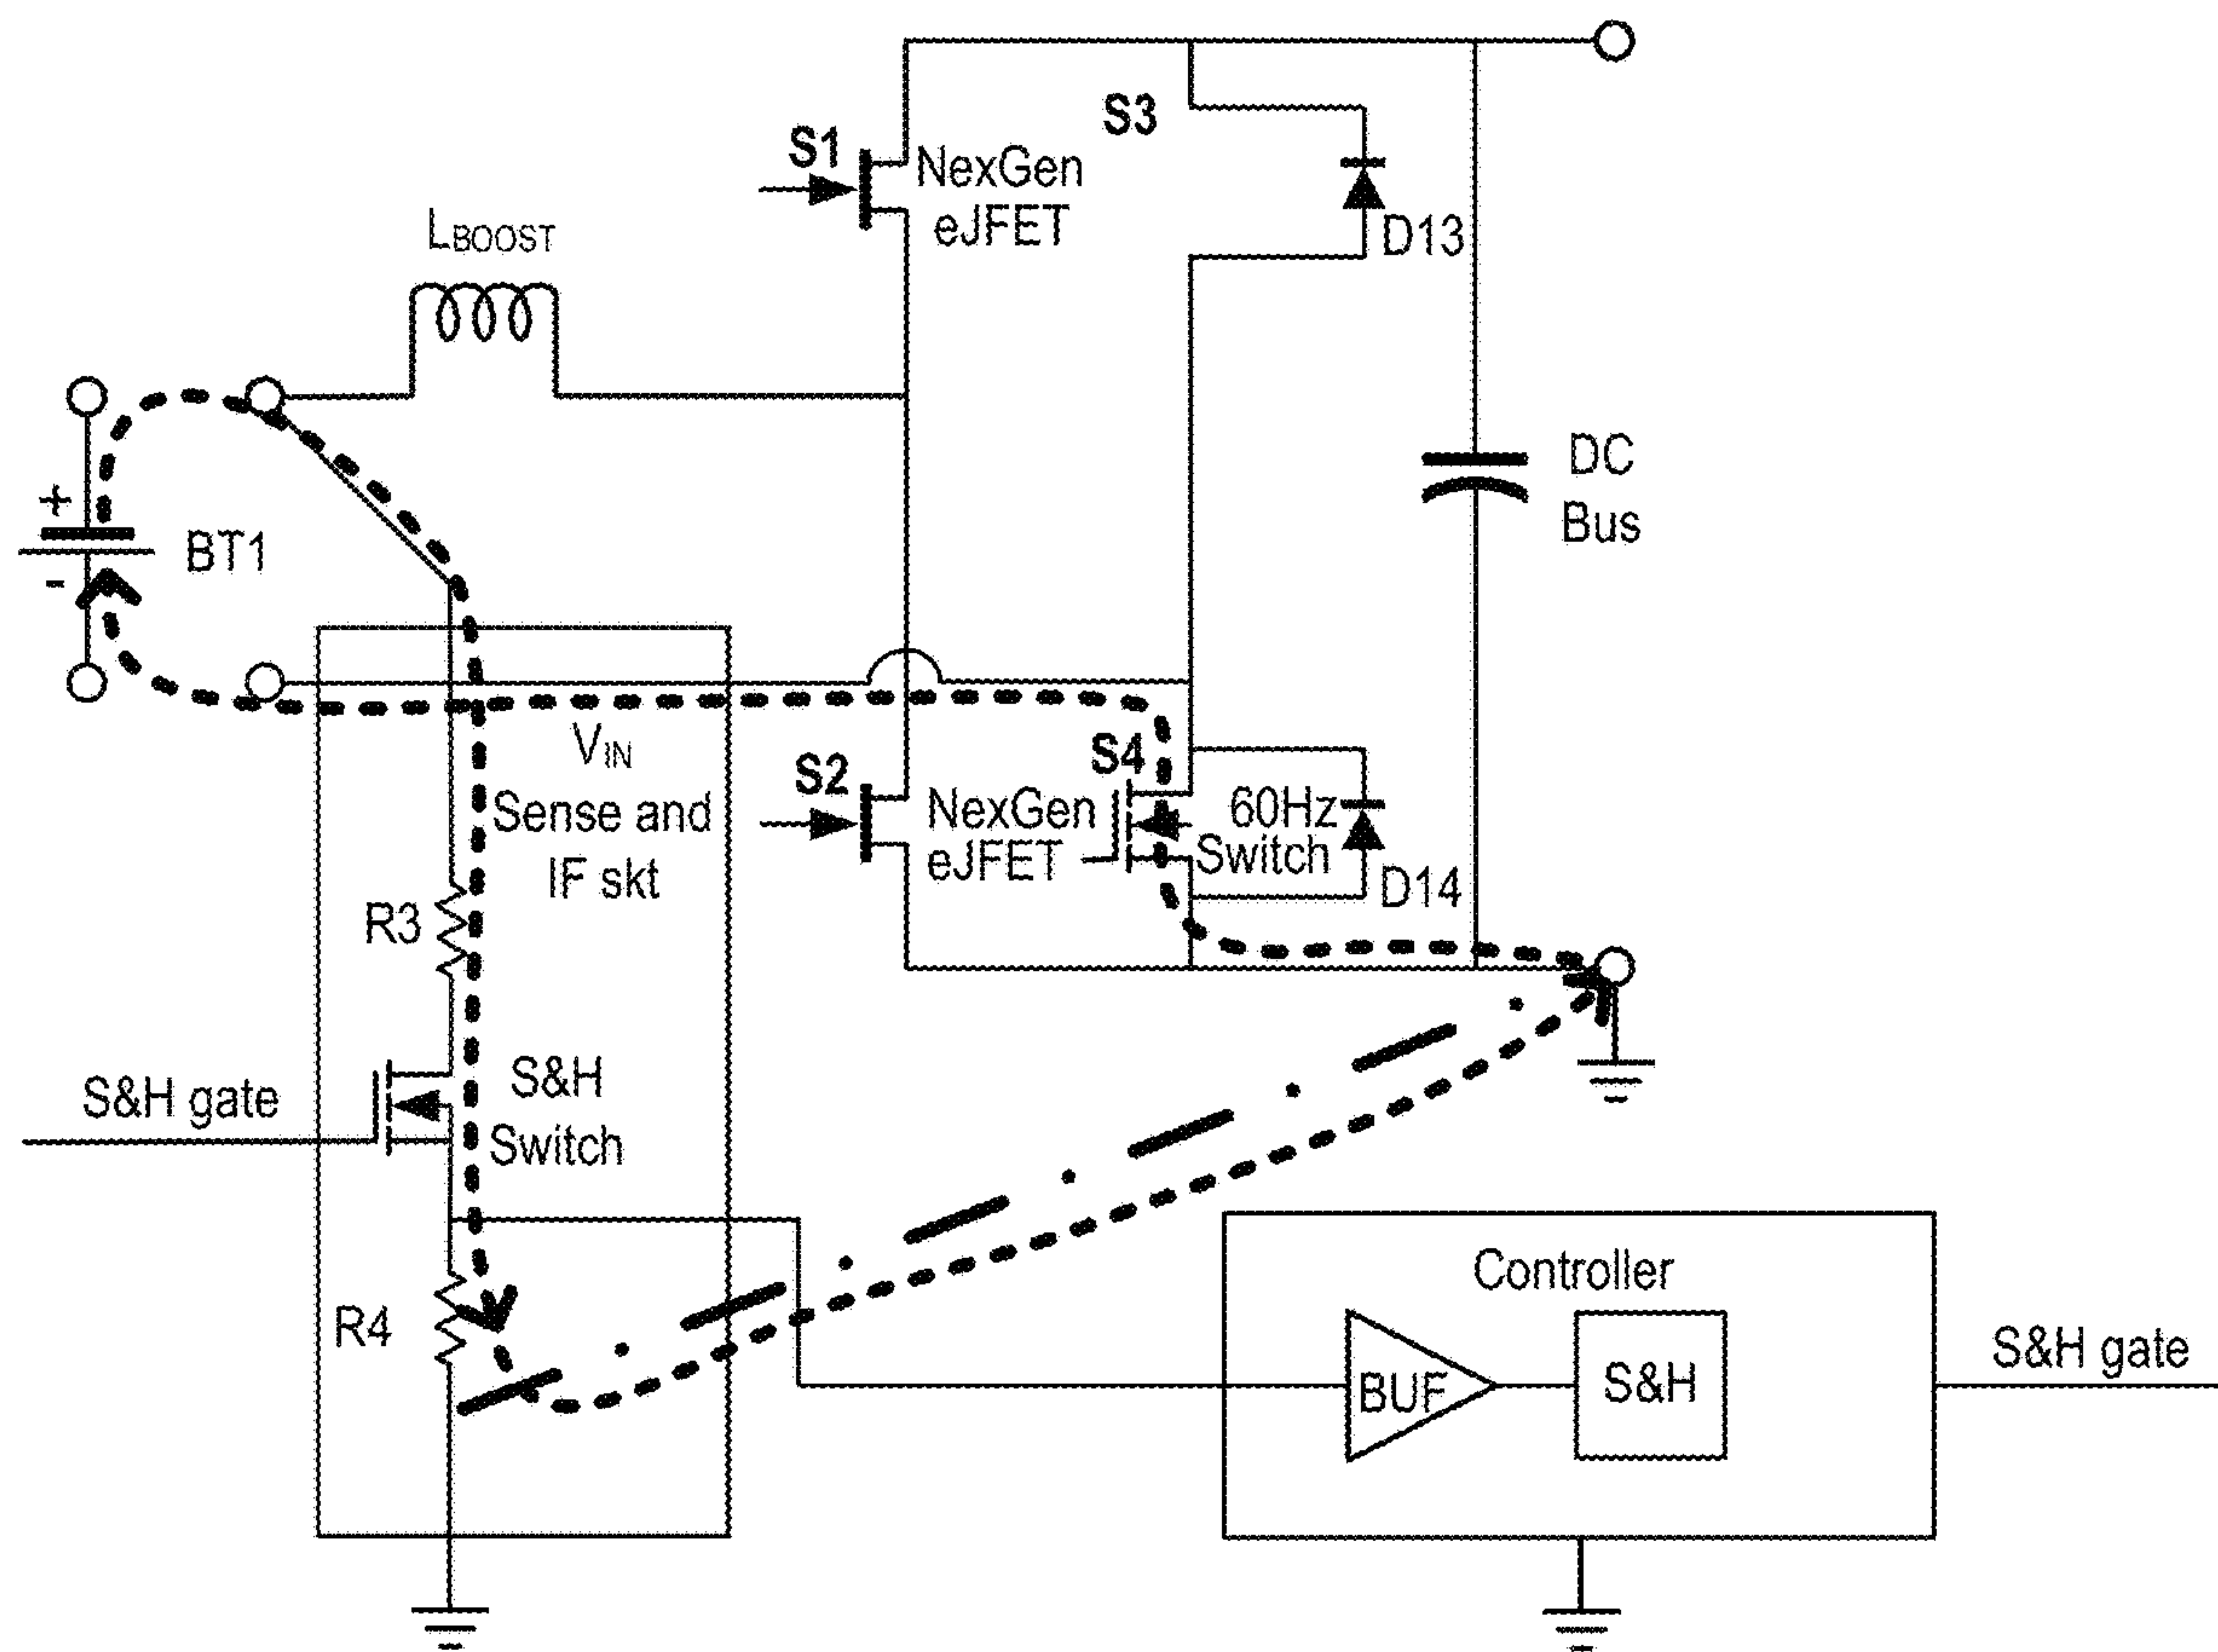 S3
S1
NexGen
eJFET
D13
LBOOST
DC
Bus
+
BT1
-
VIN
Sense and
IF skt
S2
NexGen
eJFET
S4
60Hz
Switch
D14
R3
S&H gate
S&H
Switch
R4
Controller
BUF
S&H
S&H gate